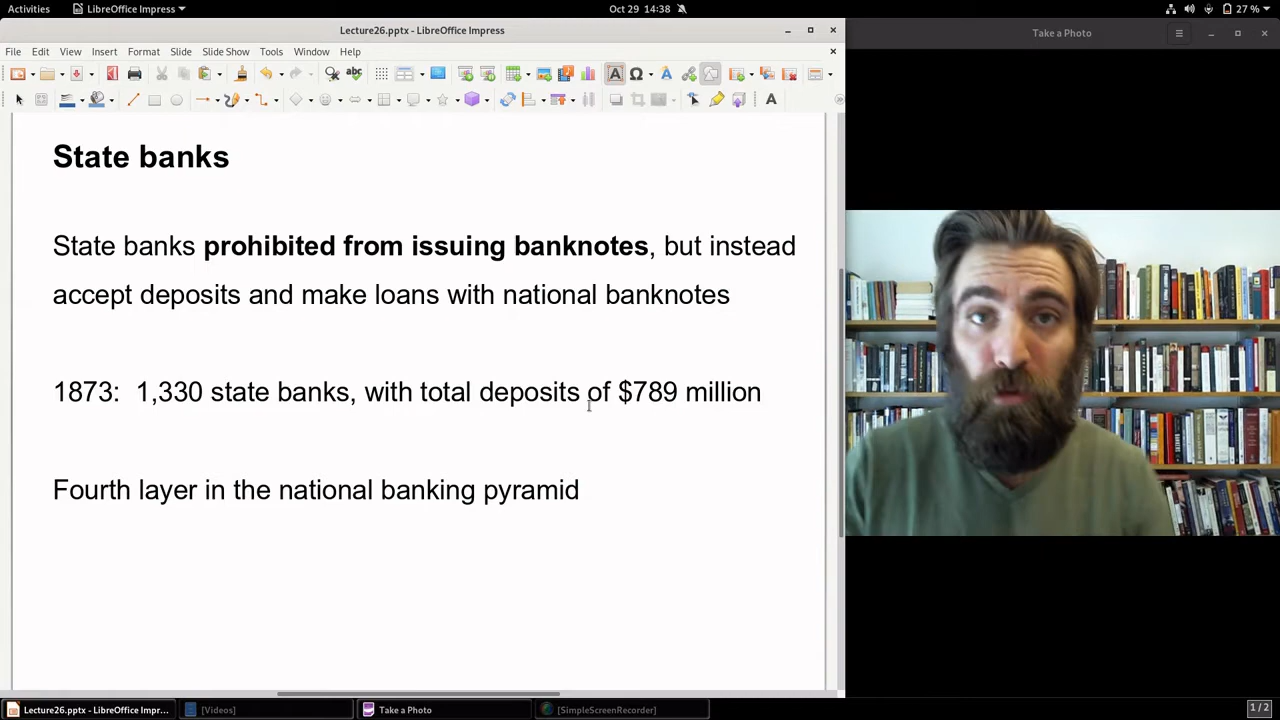 Activities
LibreOffice Impress
Oct 29 14:38
27 %
Lecture26.pptx - LibreOffice Impress
Take a Photo
File Edit View Insert Format Slide Slide Show Tools Window Help
State banks
State banks prohibited from issuing banknotes, but instead
accept deposits and make loans with national banknotes
1873: 1,330 state banks, with total deposits of $789 million
Fourth layer in the national banking pyramid
Lecture26.pptx - LibreOffice Impr...
[Videos]
Take a Photo
[SimpleScreenRecorder]
1 / 2